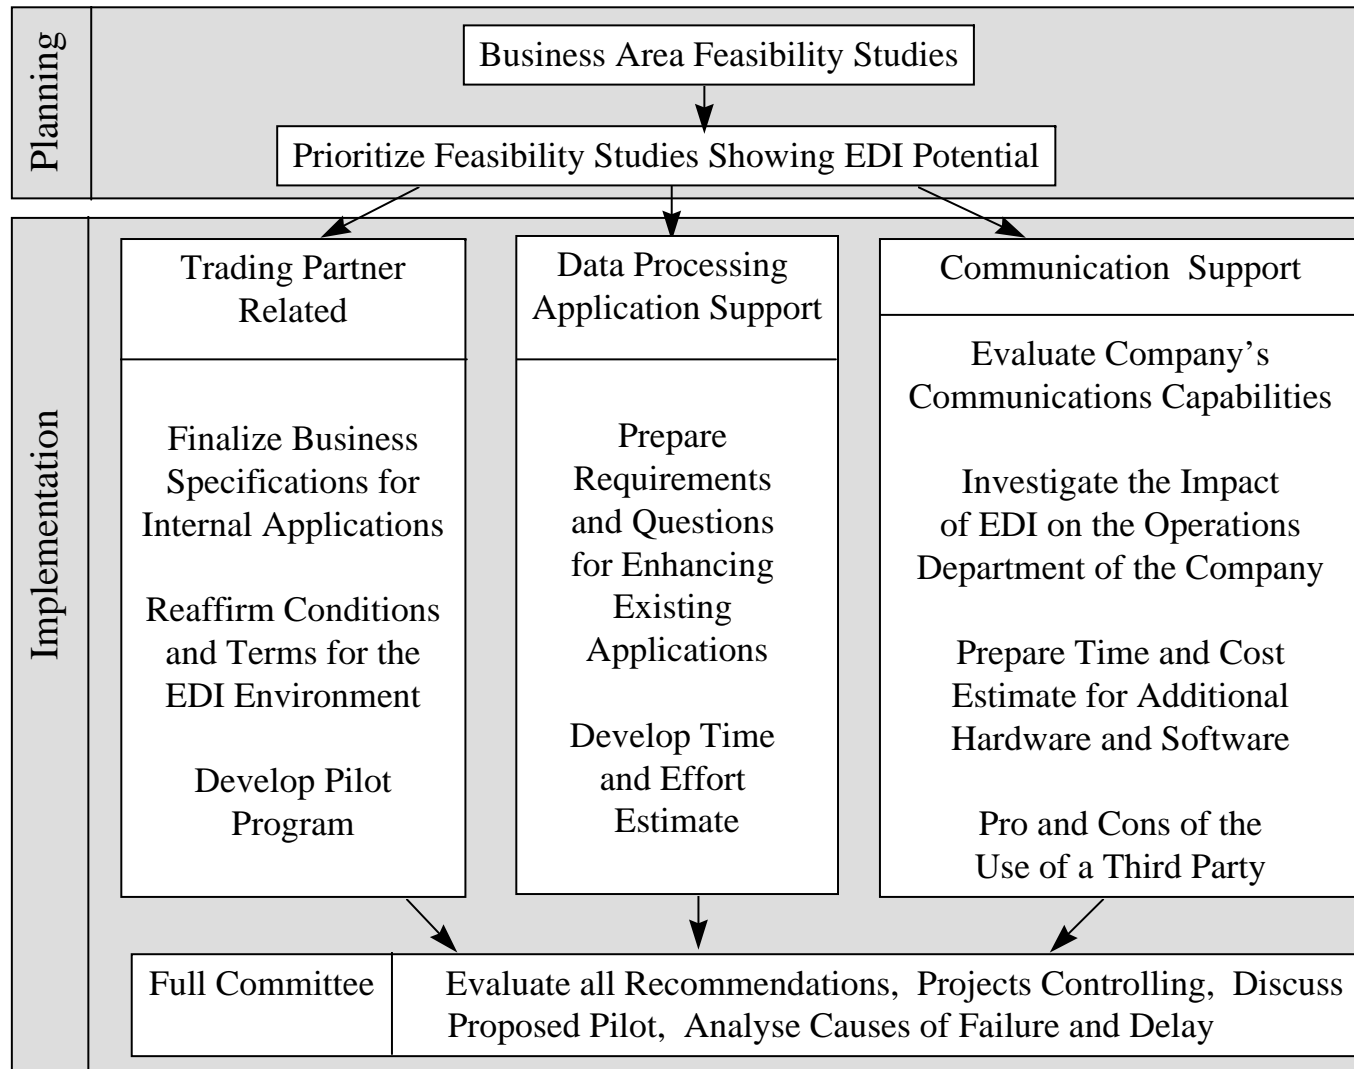 Planning
Business Area Feasibility Studies
Prioritize Feasibility Studies Showing EDI Potential
Implementation
Trading Partner
Related
Finalize Business
Specifications for
Internal Applications
Reaffirm Conditions
and Terms for the
EDI Environment
Develop Pilot
Program
Data Processing
Application Support
Prepare
Requirements
and Questions
for Enhancing
Existing
Applications
Develop Time
and Effort
Estimate
Communication Support
Evaluate Company’s
Communications Capabilities
Investigate the Impact
of EDI on the Operations
Department of the Company
Prepare Time and Cost
Estimate for Additional
Hardware and Software
Pro and Cons of the
Use of a Third Party
Full Committee
Evaluate all Recommendations, Projects Controlling, Discuss
Proposed Pilot, Analyse Causes of Failure and Delay